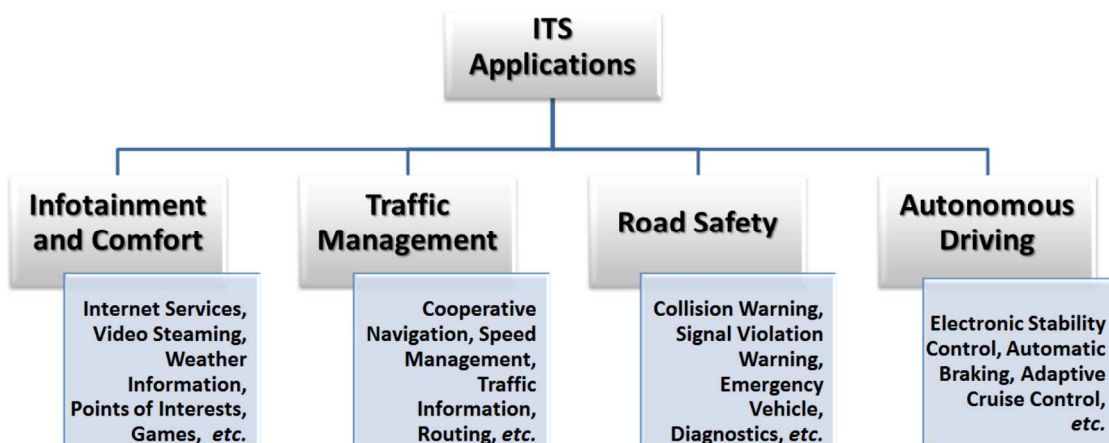 ITS
Applications
Infotainment
and Comfort
Internet Services,
Video Steaming,
Weather
Information,
Points of Interests,
Games, etc.
Traffic
Management
Cooperative
Navigation, Speed
Management,
Traffic
Information,
Routing, etc.
Road Safety
Collision Warning,
Signal Violation
Warning,
Emergency
Vehicle,
Diagnostics, etc.
Autonomous
Driving
Electronic Stability
Control, Automatic
Braking, Adaptive
Cruise Control,
etc.